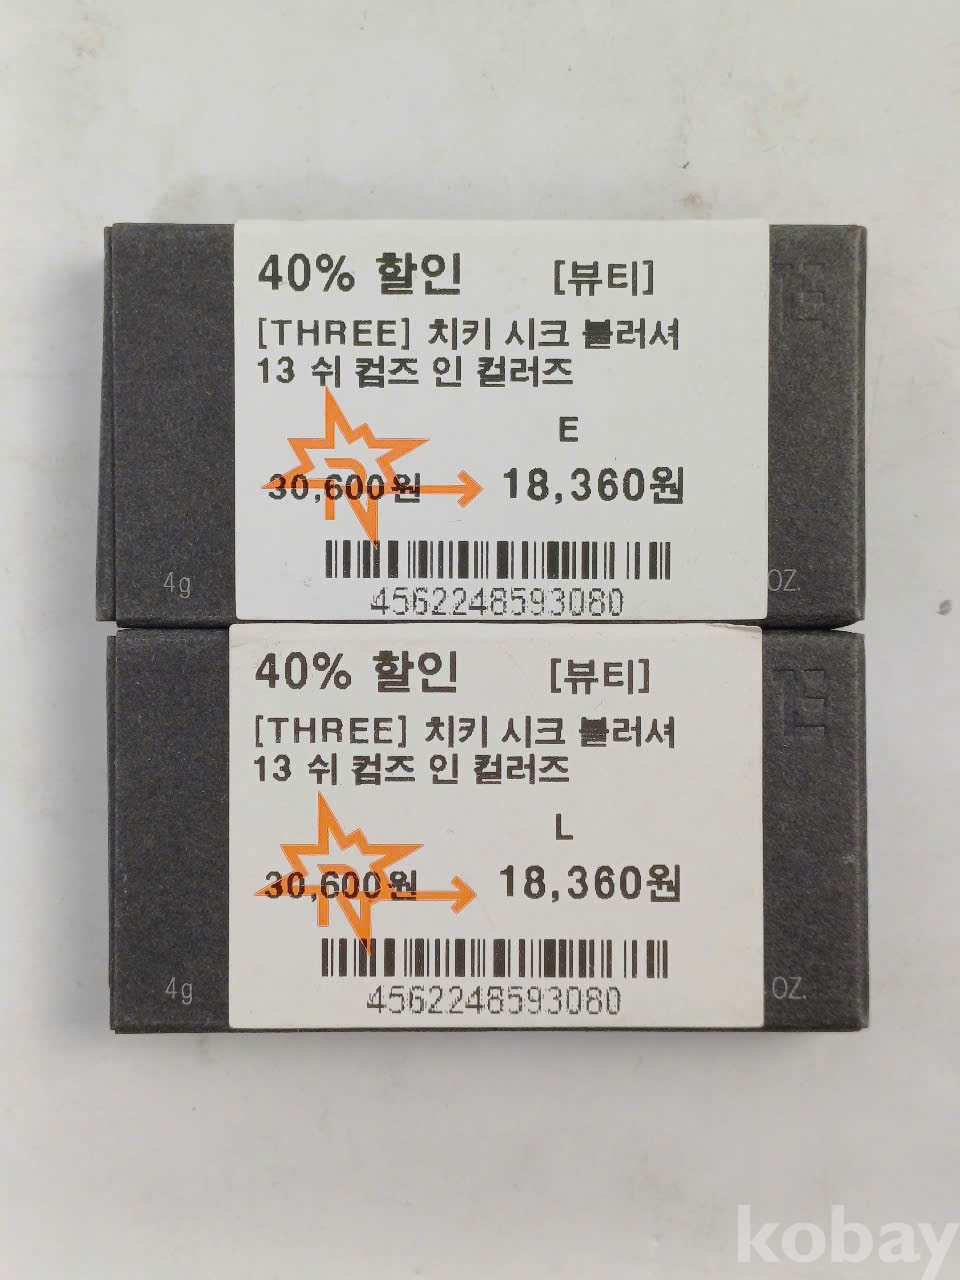 40% 할인 [뷰티]
[THREE] 치키 시크 블러셔
13 쉬 컴즈 인 컬러즈
E
30,600원 18,360원
4562248593080
4g
OZ.
40% 할인 [뷰티]
[THREE] 치키 시크 블러셔
13 쉬 컴즈 인 컬러즈
L
30,600원 18,360원
4562248593080
4g
OZ.
kobay